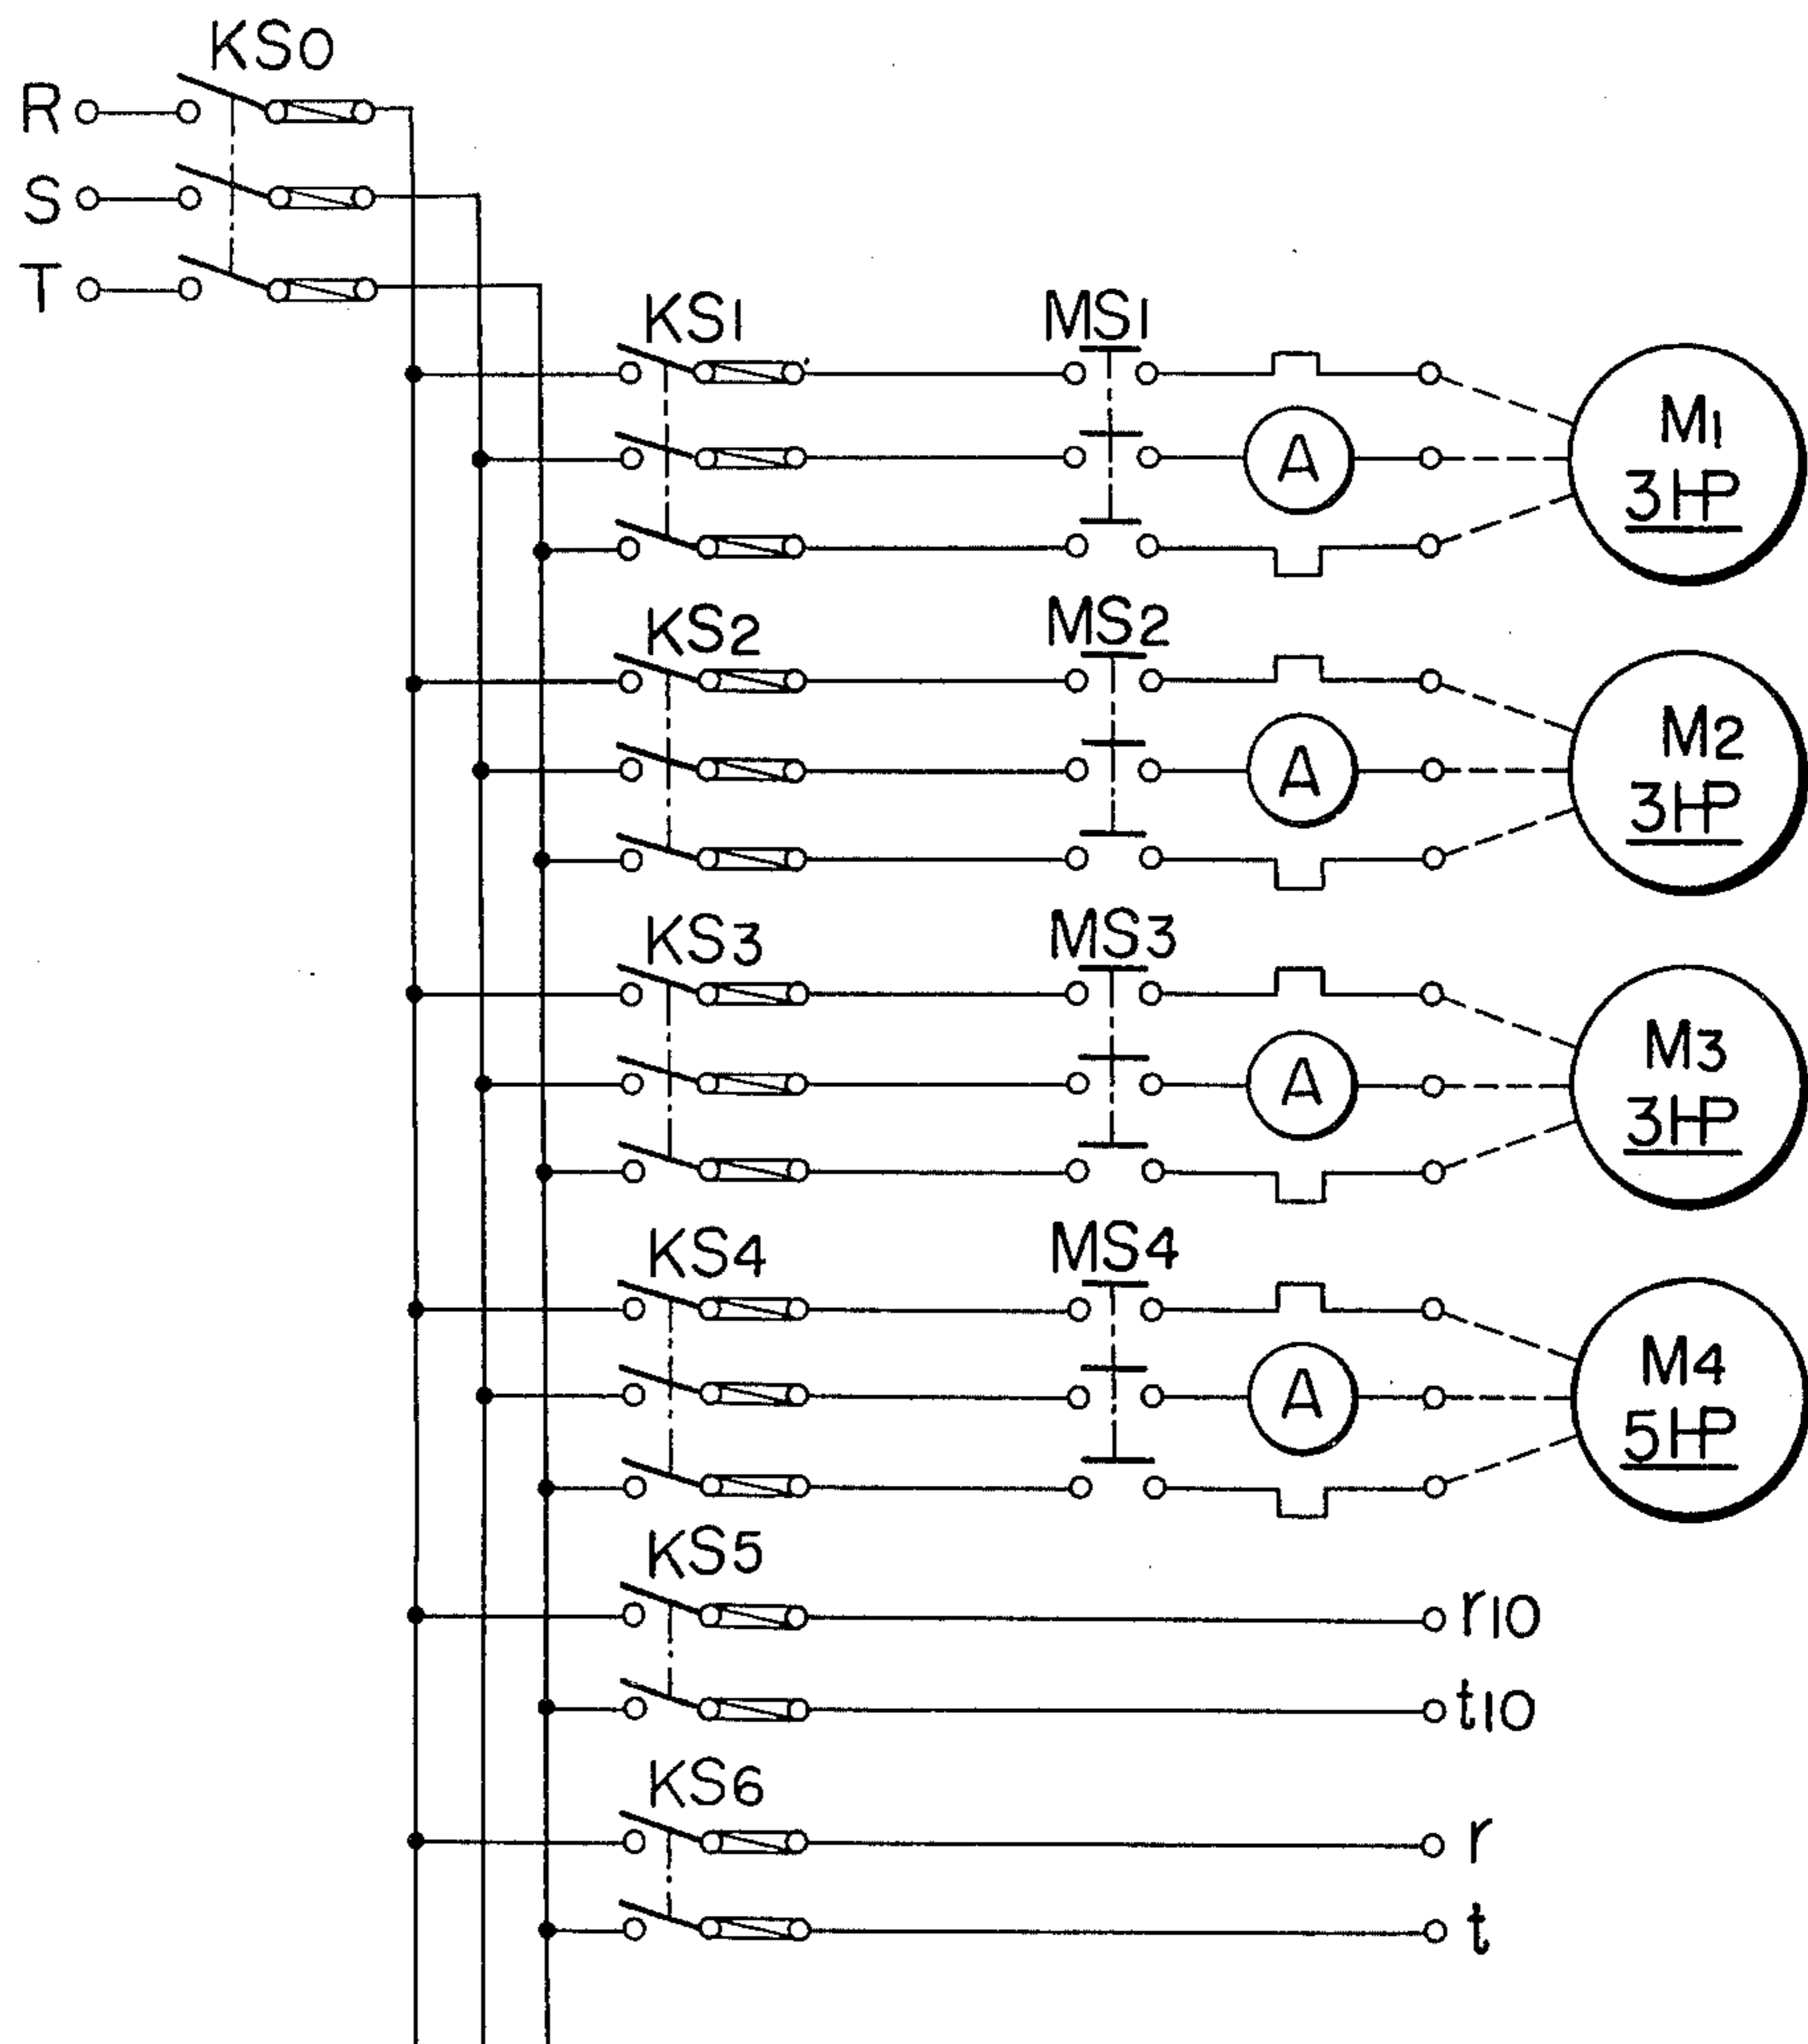 KS0
R
S
T
KS1 MS1
A
M1
3HP
KS2 MS2
A
M2
3HP
KS3 MS3
A
M3
3HP
KS4 MS4
A
M4
5HP
KS5
r10
t10
KS6
r
t